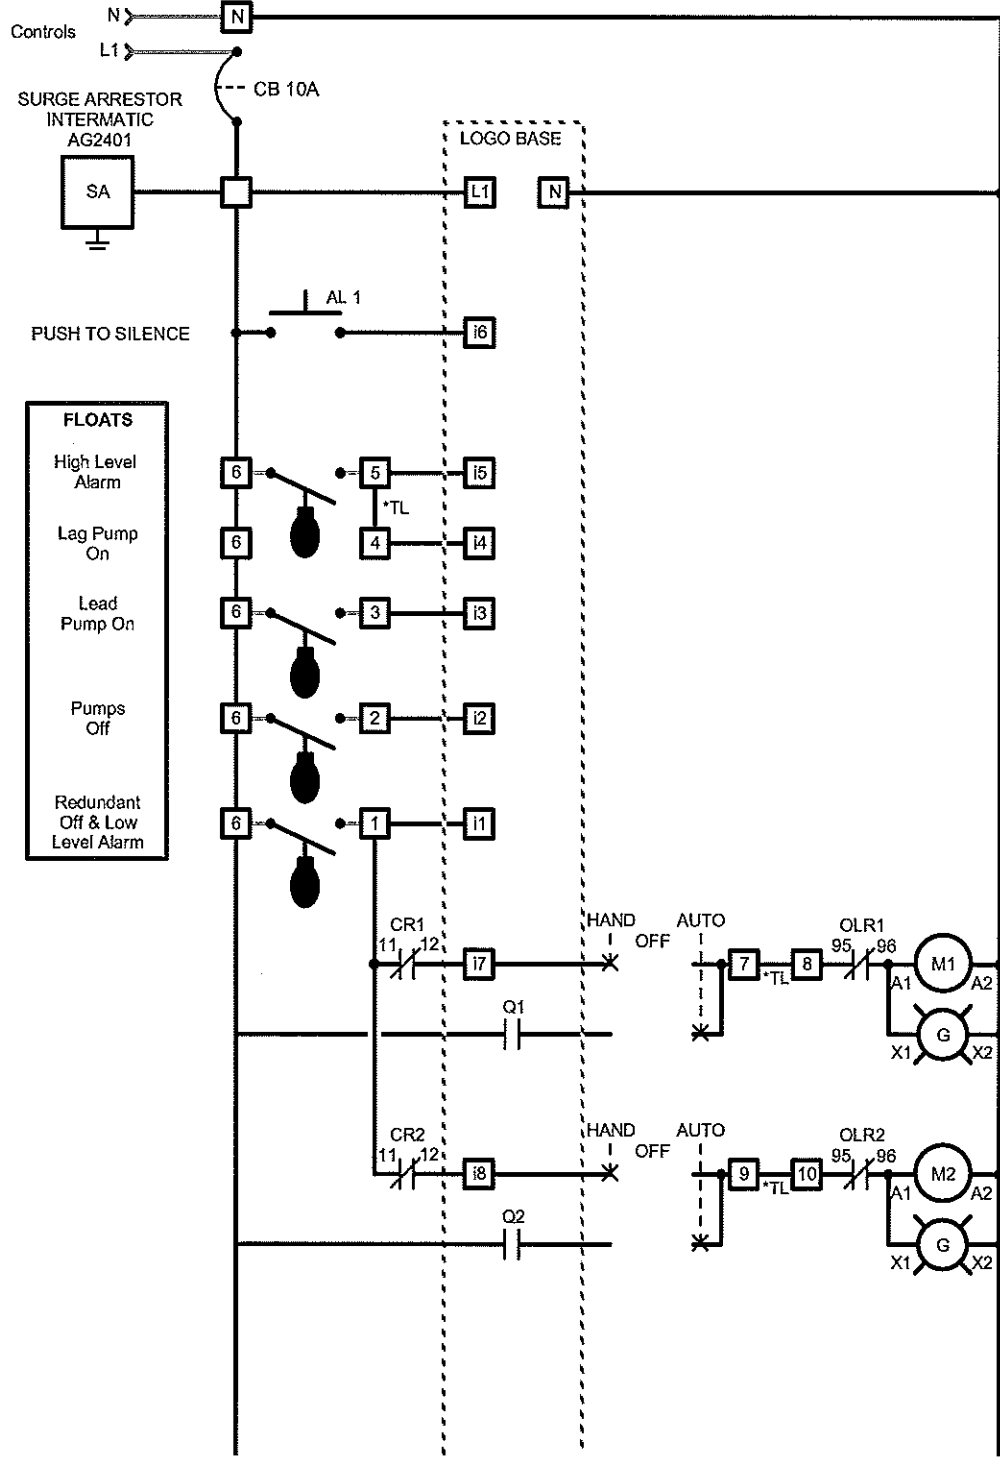 N
N
Controls
L1
CB 10A
SURGE ARRESTOR
INTERMATIC
AG2401
LOGO BASE
SA
L1
N
AL 1
PUSH TO SILENCE
i6
FLOATS
High Level
Alarm
6
5
i5
*TL
Lag Pump
On
6
4
i4
Lead
Pump On
6
3
i3
Pumps
Off
6
2
i2
Redundant
Off & Low
Level Alarm
6
1
i1
CR1
11
12
i7
HAND
OFF
AUTO
7
*TL
8
OLR1
95
96
A1
M1
A2
Q1
X1
G
X2
CR2
11
12
i8
HAND
OFF
AUTO
9
*TL
10
OLR2
95
96
A1
M2
A2
Q2
X1
G
X2